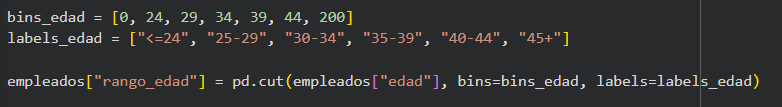 bins_edad = [0, 24, 29, 34, 39, 44, 200]
labels_edad = ["<=24", "25-29", "30-34", "35-39", "40-44", "45+"]
empleados["rango_edad"] = pd.cut(empleados["edad"], bins=bins_edad, labels=labels_edad)